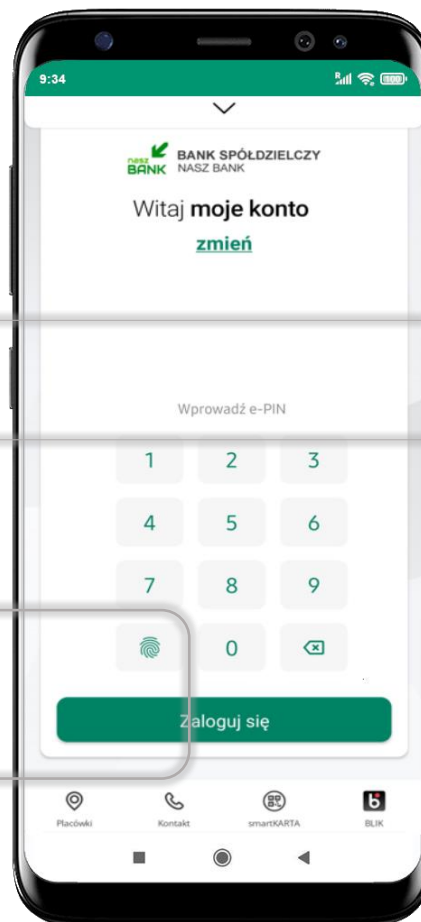 9:34
R
100
nasz
BANK
BANK SPÓŁDZIELCZY
NASZ BANK
Witaj moje konto
zmień
Wprowadź e-PIN
1 2 3
4 5 6
7 8 9
0
Zaloguj się
Placówki Kontakt smartKARTA BLIK